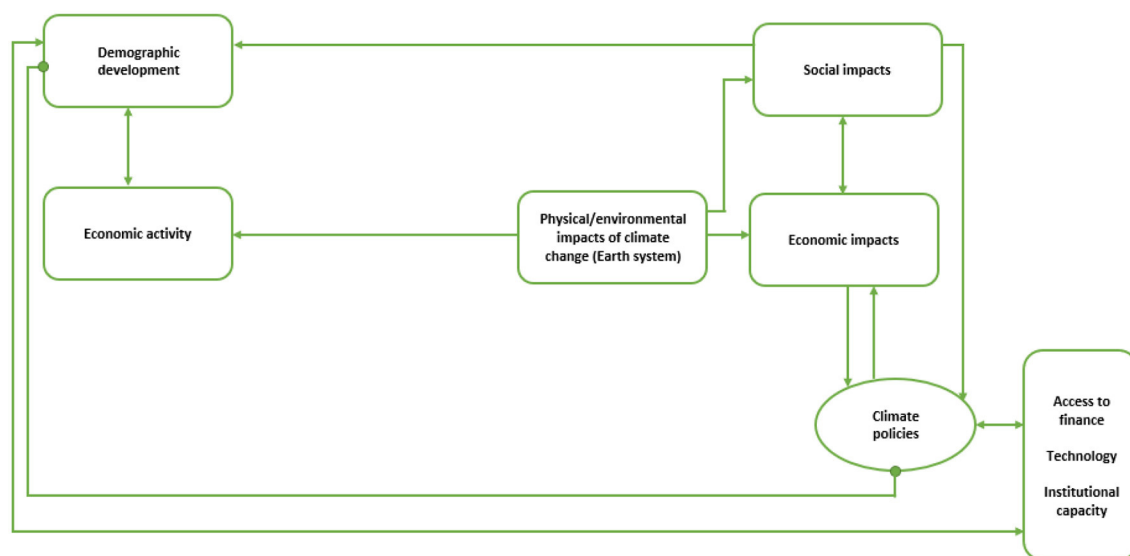 Demographic
development
Social impacts
Economic activity
Physical/environmental
impacts of climate
change (Earth system)
Economic impacts
Climate
policies
Access to
finance
Technology
Institutional
capacity